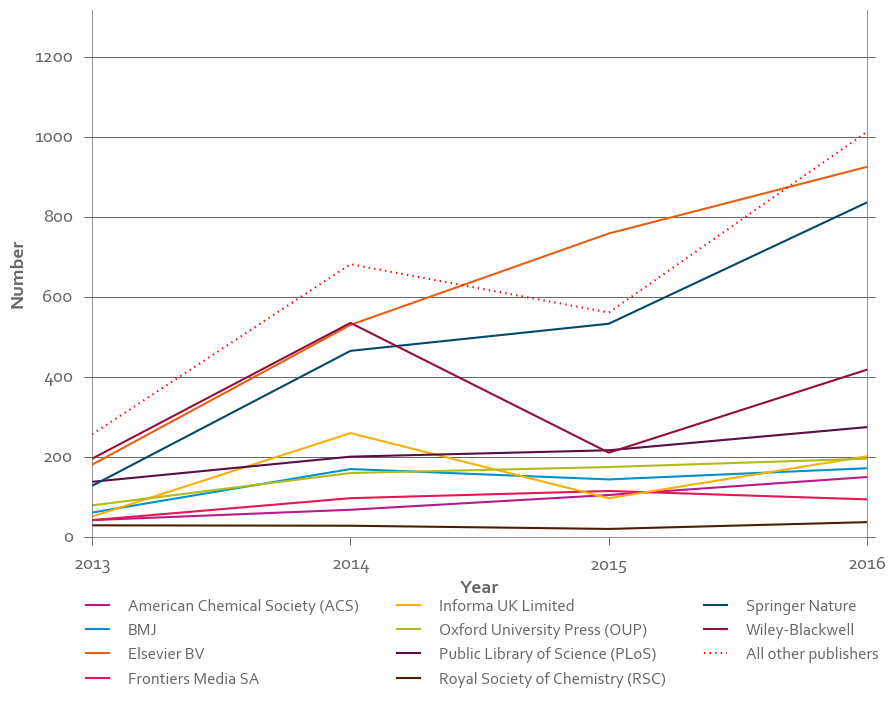 1200
1000
800
600
400
200
0
Number
2013 2014 2015 2016
Year
American Chemical Society (ACS) Informa UK Limited Springer Nature
BMJ Oxford University Press (OUP) Wiley-Blackwell
Elsevier BV Public Library of Science (PLoS) All other publishers
Frontiers Media SA Royal Society of Chemistry (RSC)